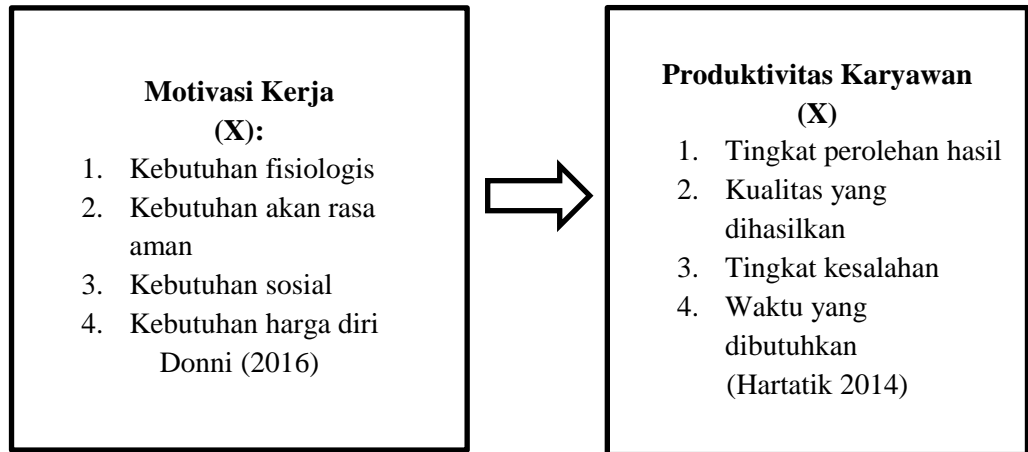 Motivasi Kerja
(X):
1. Kebutuhan fisiologis
2. Kebutuhan akan rasa
aman
3. Kebutuhan sosial
4. Kebutuhan harga diri
Donni (2016)
Produktivitas Karyawan
(X)
1. Tingkat perolehan hasil
2. Kualitas yang
dihasilkan
3. Tingkat kesalahan
4. Waktu yang
dibutuhkan
(Hartatik 2014)